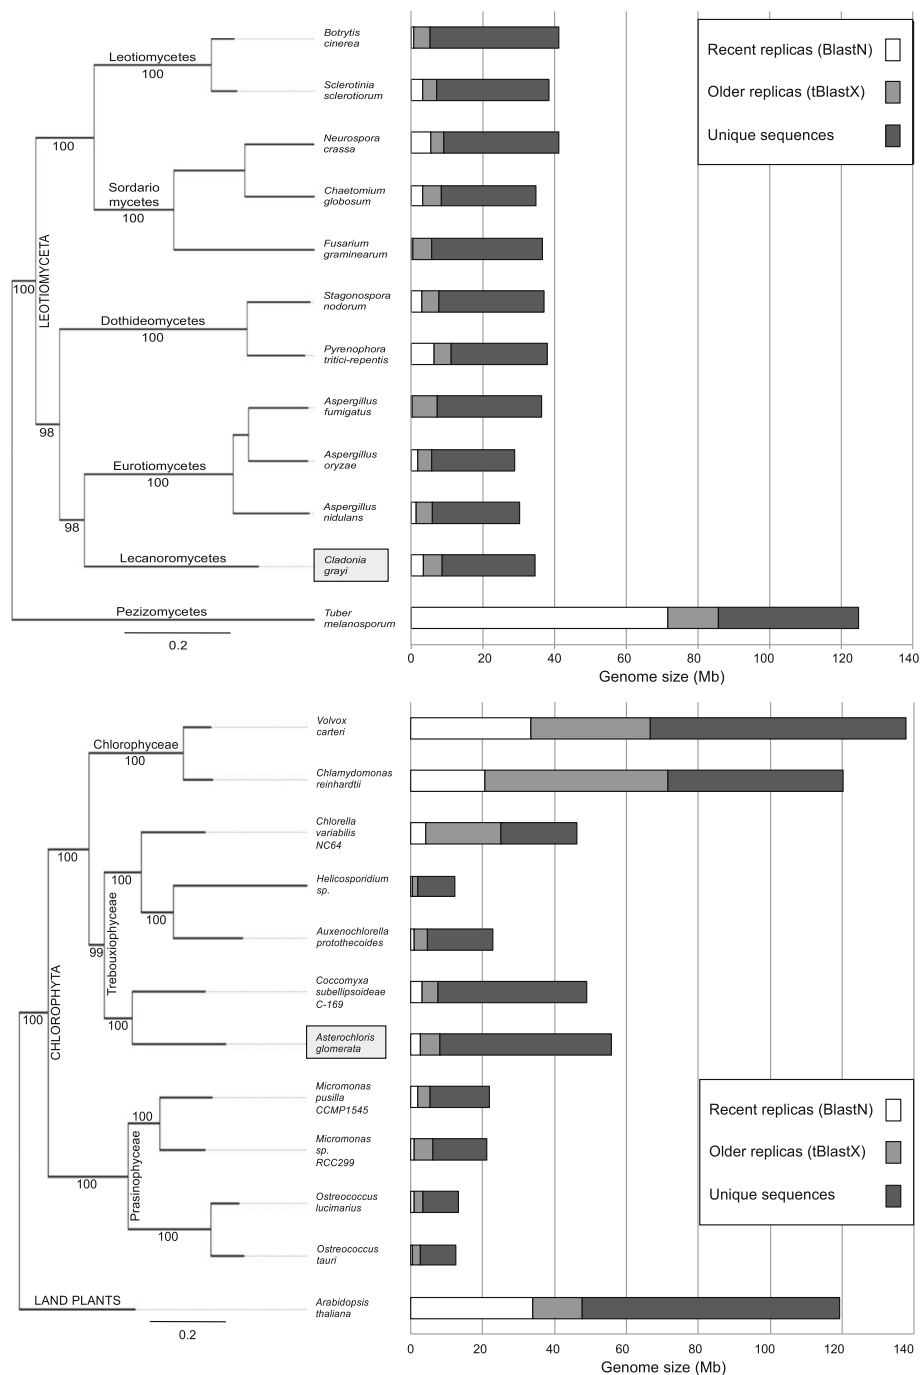 Botrytis
cinerea
Leotiomycetes
100
Sclerotinia
sclerotiorum
Neurospora
crassa
100
Sordario
mycetes
100
Chaetomium
globosum
Fusarium
graminearum
LEOTIOMYCETA
100
Stagonospora
nodorum
Dothideomycetes
100
Pyrenophora
tritici-repentis
Aspergillus
fumigatus
98
Aspergillus
oryzae
Eurotiomycetes
100
Aspergillus
nidulans
98
Lecanoromycetes
Cladonia
grayi
Pezizomycetes
Tuber
melanosporum
0.2
Recent replicas (BlastN)
Older replicas (tBlastX)
Unique sequences
0 20 40 60 80 100 120 140
Genome size (Mb)
Volvox
carteri
Chlorophyceae
100
Chlamydomonas
reinhardtii
Chlorella
variabilis
NC64
100
100
Helicosporidium
sp.
100
Auxenochlorella
protothecoides
Trebouxiophyceae
99
Coccomyxa
subellipsoideae
C-169
100
CHLOROPHYTA
100
Asterochloris
glomerata
Micromonas
pusilla
CCMP1545
100
Micromonas
sp.
RCC299
Prasinophyceae
100
Ostreococcus
lucimarius
100
Ostreococcus
tauri
LAND PLANTS
Arabidopsis
thaliana
0.2
Recent replicas (BlastN)
Older replicas (tBlastX)
Unique sequences
0 20 40 60 80 100 120 140
Genome size (Mb)